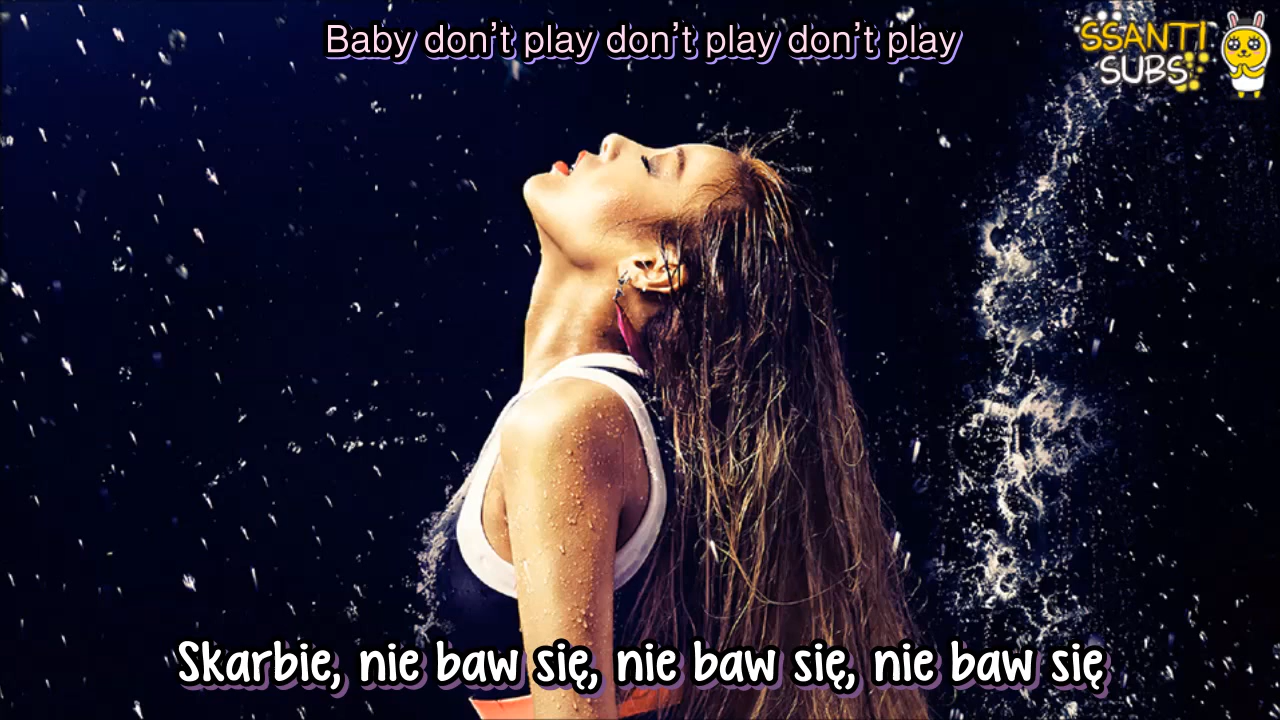 Baby don't play don't play don't play
SSANTI
SUBS
Skarbie, nie baw się, nie baw się, nie baw się